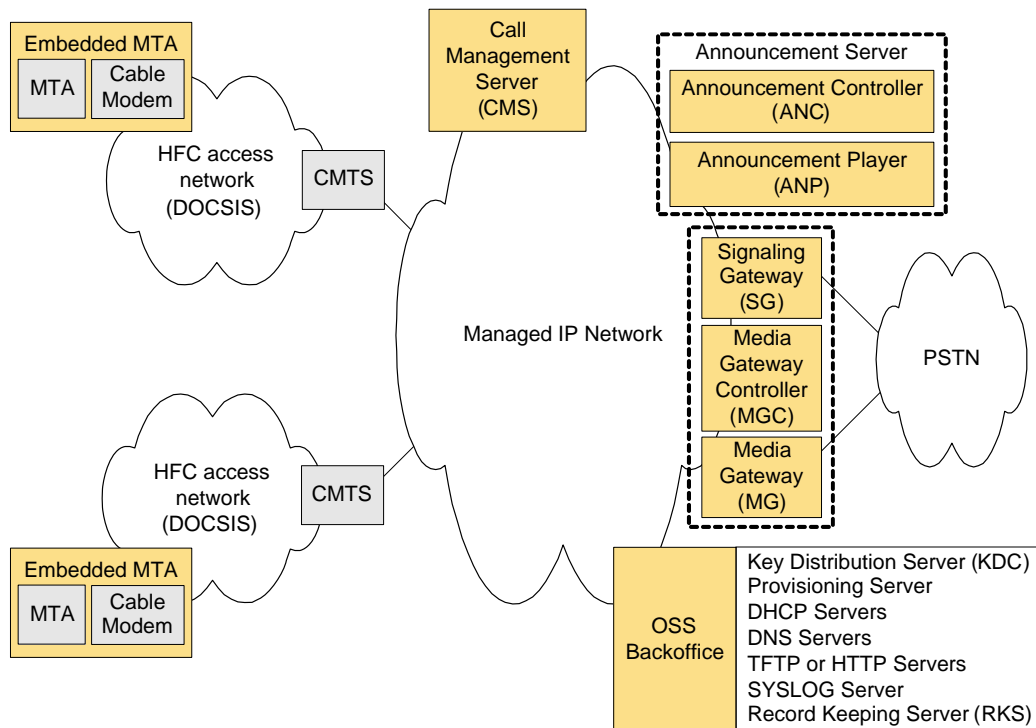 Embedded MTA
MTA
Cable
Modem
HFC access
network
(DOCSIS)
CMTS
Call
Management
Server
(CMS)
Announcement Server
Announcement Controller
(ANC)
Announcement Player
(ANP)
Signaling
Gateway
(SG)
Media
Gateway
Controller
(MGC)
Media
Gateway
(MG)
Managed IP Network
PSTN
HFC access
network
(DOCSIS)
CMTS
Embedded MTA
MTA
Cable
Modem
OSS
Backoffice
Key Distribution Server (KDC)
Provisioning Server
DHCP Servers
DNS Servers
TFTP or HTTP Servers
SYSLOG Server
Record Keeping Server (RKS)